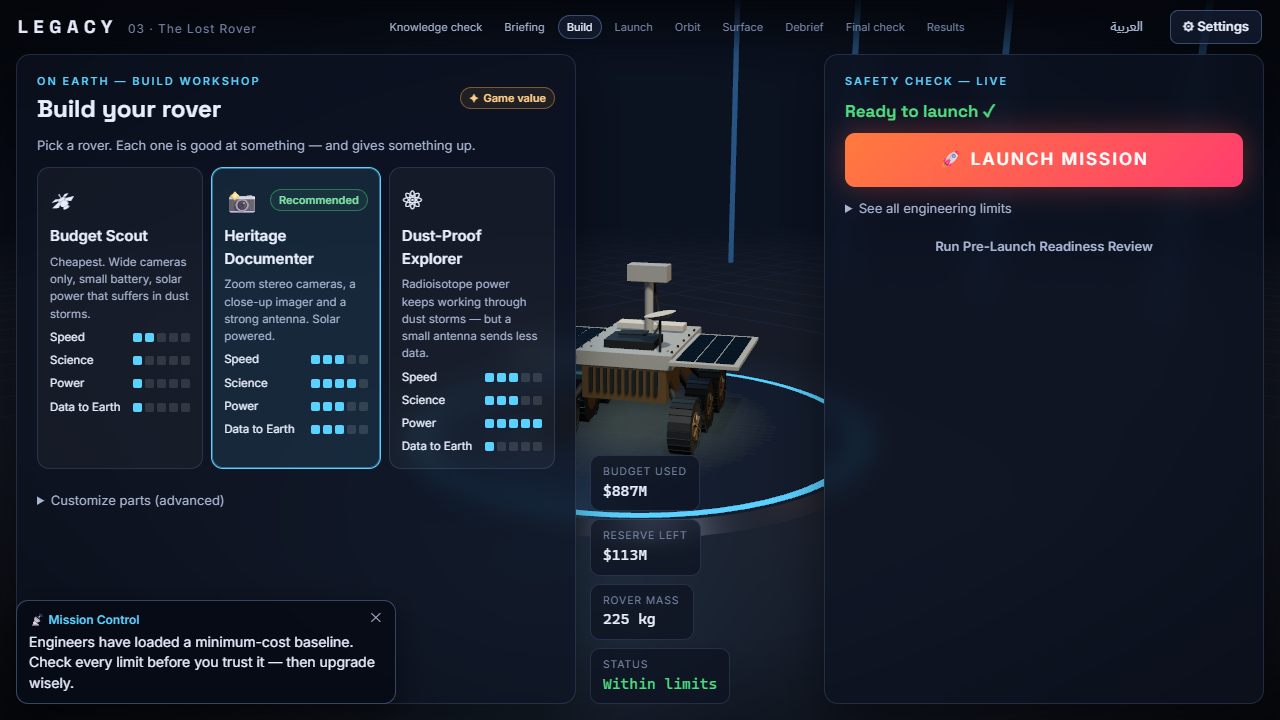 LEGACY 03 · The Lost Rover
Knowledge check Briefing Build Launch Orbit Surface Debrief Final check Results
العربية
⚙ Settings
ON EARTH — BUILD WORKSHOP
Build your rover
✦ Game value
Pick a rover. Each one is good at something — and gives something up.
Budget Scout
Cheapest. Wide cameras
only, small battery, solar
power that suffers in dust
storms.
Speed
Science
Power
Data to Earth
Recommended
Heritage
Documenter
Zoom stereo cameras, a
close-up imager and a
strong antenna. Solar
powered.
Speed
Science
Power
Data to Earth
Dust-Proof
Explorer
Radioisotope power
keeps working through
dust storms — but a
small antenna sends less
data.
Speed
Science
Power
Data to Earth
▶ Customize parts (advanced)
Mission Control
Engineers have loaded a minimum-cost baseline.
Check every limit before you trust it — then upgrade
wisely.
BUDGET USED
$887M
RESERVE LEFT
$113M
ROVER MASS
225 kg
STATUS
Within limits
SAFETY CHECK — LIVE
Ready to launch ✓
🚀 LAUNCH MISSION
▶ See all engineering limits
Run Pre-Launch Readiness Review